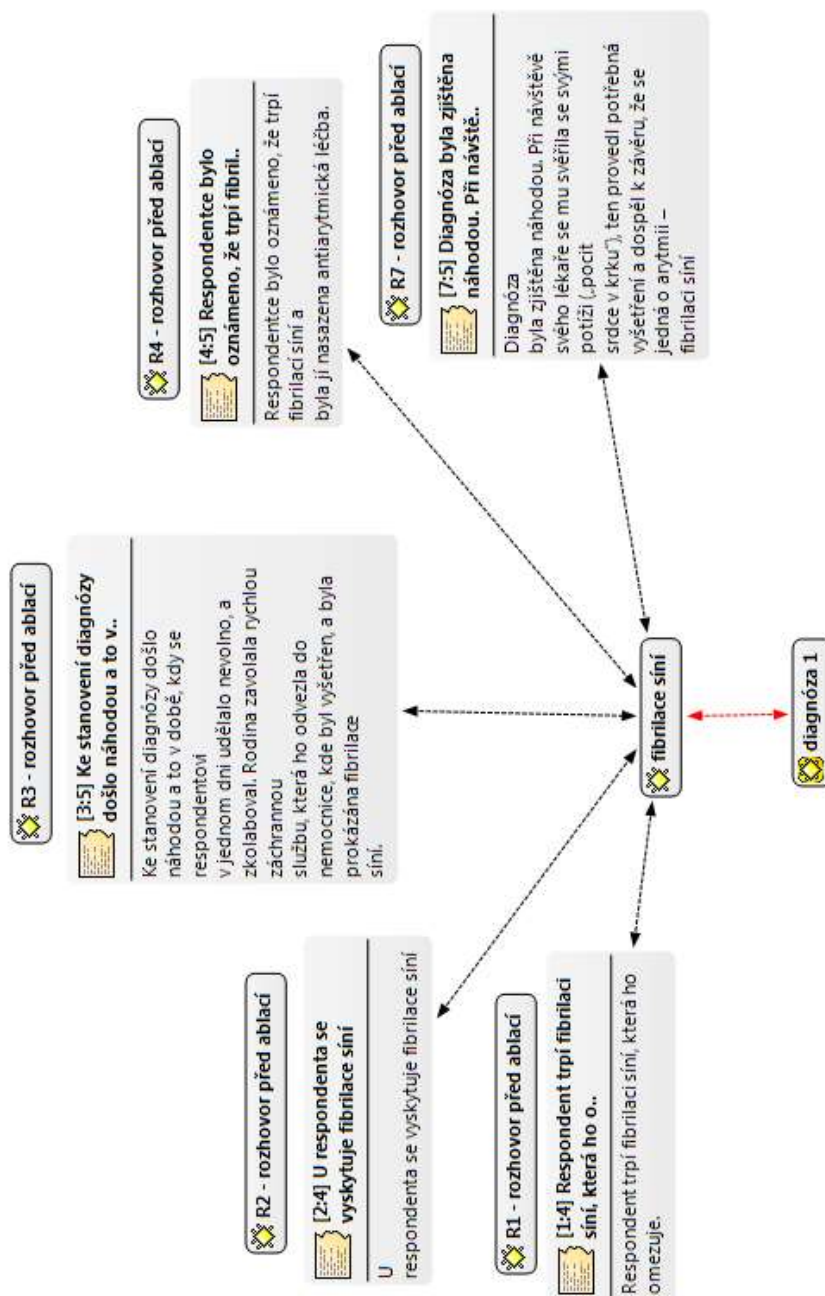 R1 - rozhovor před ablací
[1:4] Respondent trpí fibrilací
síní, která ho o..
Respondent trpí fibrilací síní, která ho
omezuje.
R2 - rozhovor před ablací
[2:4] U respondenta se
vyskytuje fibrilace síní
U
respondenta se vyskytuje fibrilace síní
R3 - rozhovor před ablací
[3:5] Ke stanovení diagnózy
došlo náhodou a to v..
Ke stanovení diagnózy došlo
náhodou a to v době, kdy se
respondentovi
v jednom dni udělalo nevolno, a
zkolaboval. Rodina zavolala rychlou
záchrannou
službu, která ho odvezla do
nemocnice, kde byl vyšetřen, a byla
prokázána fibrilace
síní.
R4 - rozhovor před ablací
[4:5] Respondentce bylo
oznámeno, že trpí fibril..
Respondentce bylo oznámeno, že trpí
fibrilací síní a
byla jí nasazena antiarytmická léčba.
R7 - rozhovor před ablací
[7:5] Diagnóza byla zjištěna
náhodou. Při návště..
Diagnóza
byla zjištěna náhodou. Při návštěvě
svého lékaře se mu svěřila se svými
potíži („pocit
srdce v krku“), ten provedl potřebná
vyšetření a dospěl k závěru, že se
jedná o arytmii –
fibrilaci síní
fibrilace síní
diagnóza 1